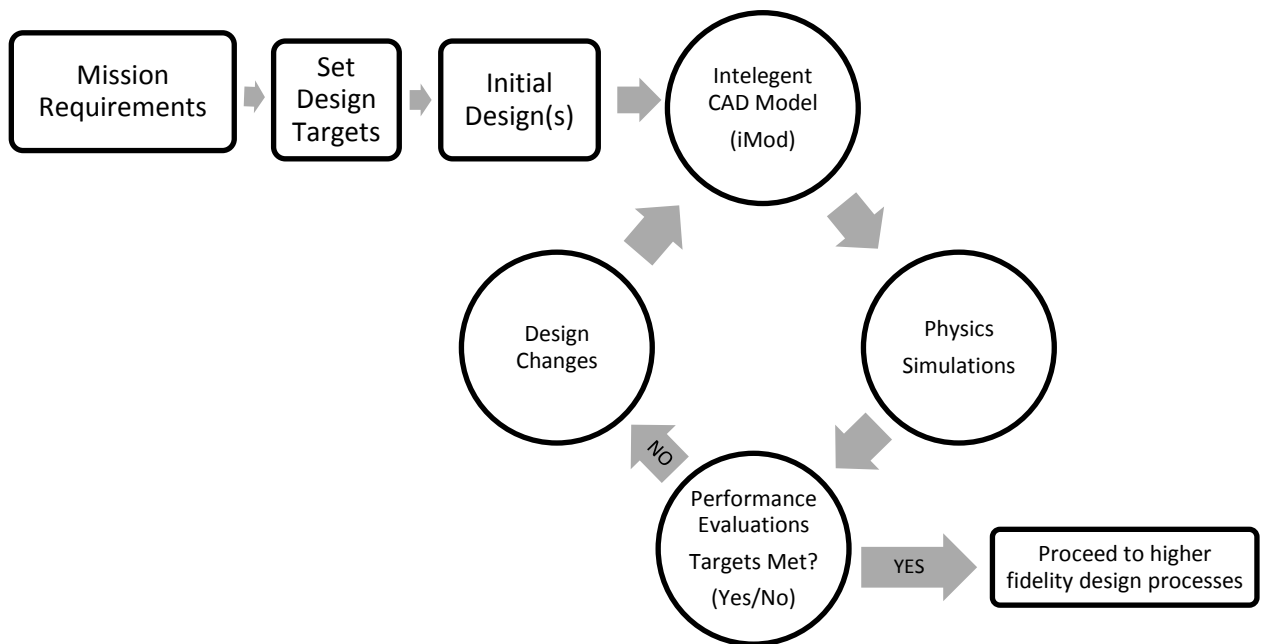 Mission
Requirements
Set
Design
Targets
Initial
Design(s)
Intelegent
CAD Model
(iMod)
Physics
Simulations
Performance
Evaluations
Targets Met?
(Yes/No)
NO
Design
Changes
YES
Proceed to higher
fidelity design processes